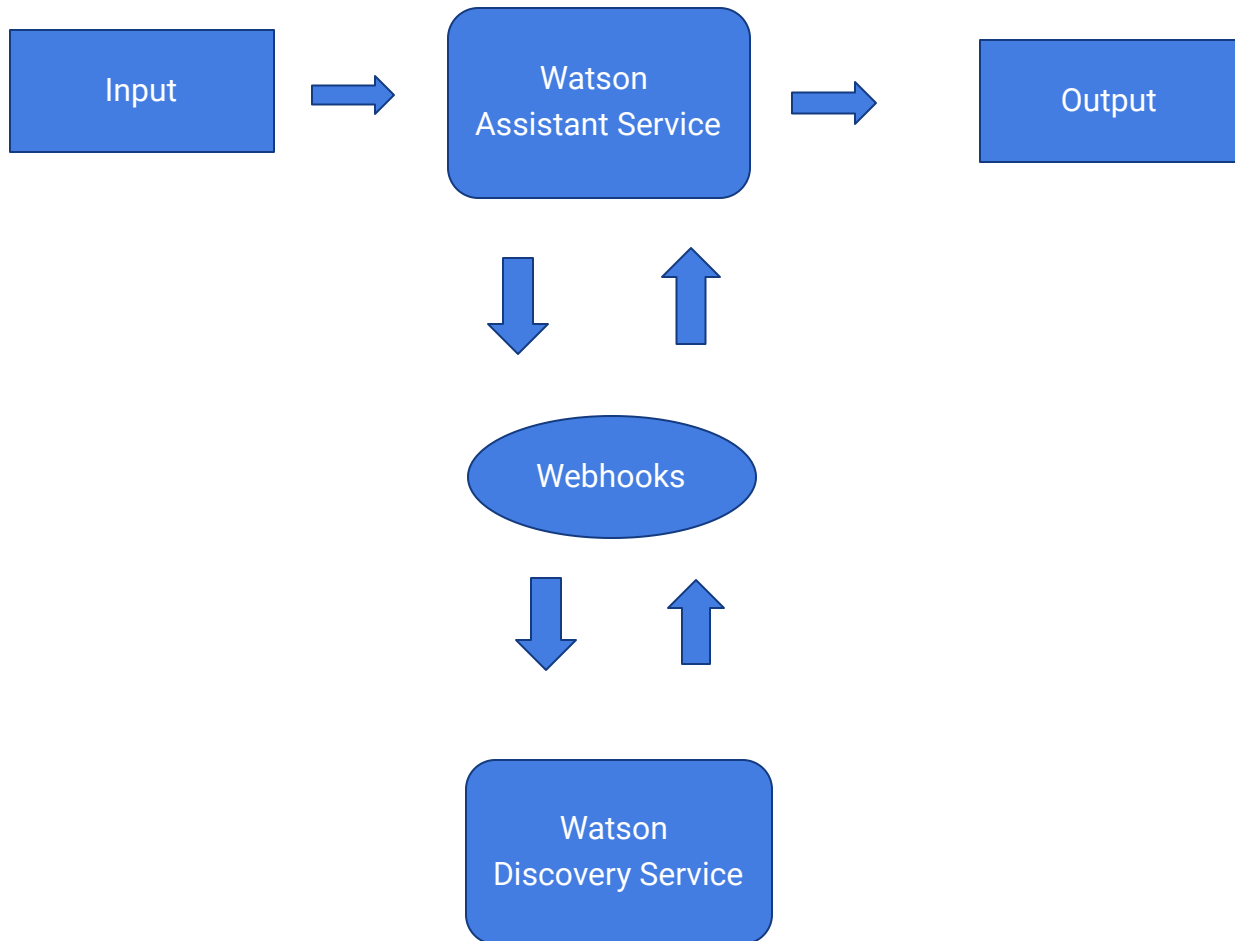 Input
Watson
Assistant Service
Output
Webhooks
Watson
Discovery Service